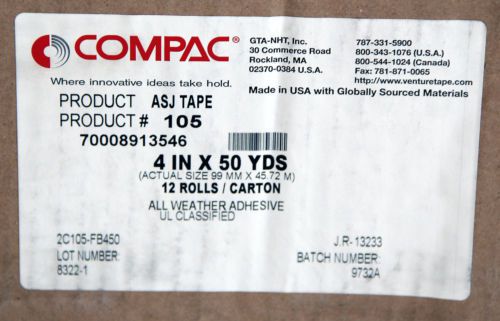 COMPAC®
Where innovative ideas take hold.
GTA-NHT, Inc.
30 Commerce Road
Rockland, MA
02370-0384 U.S.A.
787-331-5900
800-343-1076 (U.S.A.)
800-544-1024 (Canada)
Fax: 781-871-0065
http://www.venturetape.com
Made in USA with Globally Sourced Materials
PRODUCT ASJ TAPE
PRODUCT # 105
70008913546
4 IN X 50 YDS
(ACTUAL SIZE 99 MM X 45.72 M)
12 ROLLS / CARTON
ALL WEATHER ADHESIVE
UL CLASSIFIED
2C105-FB450
LOT NUMBER:
8322-1
J.R- 13233
BATCH NUMBER:
9732A